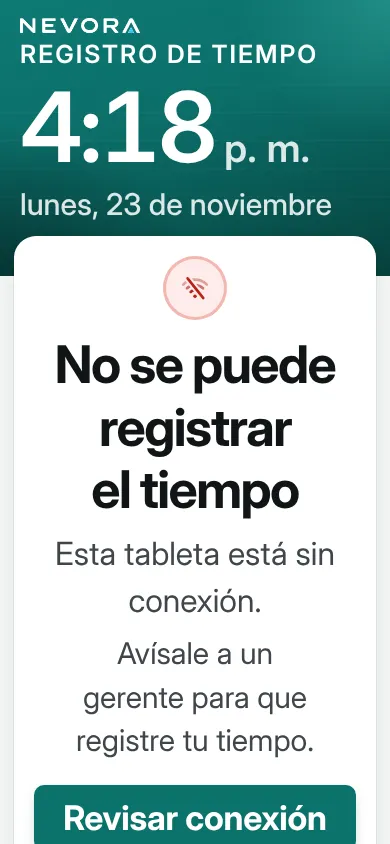 NEVORA
REGISTRO DE TIEMPO
4:18 p. m.
lunes, 23 de noviembre
No se puede
registrar
el tiempo
Esta tableta está sin
conexión.
Avísale a un
gerente para que
registre tu tiempo.
Revisar conexión